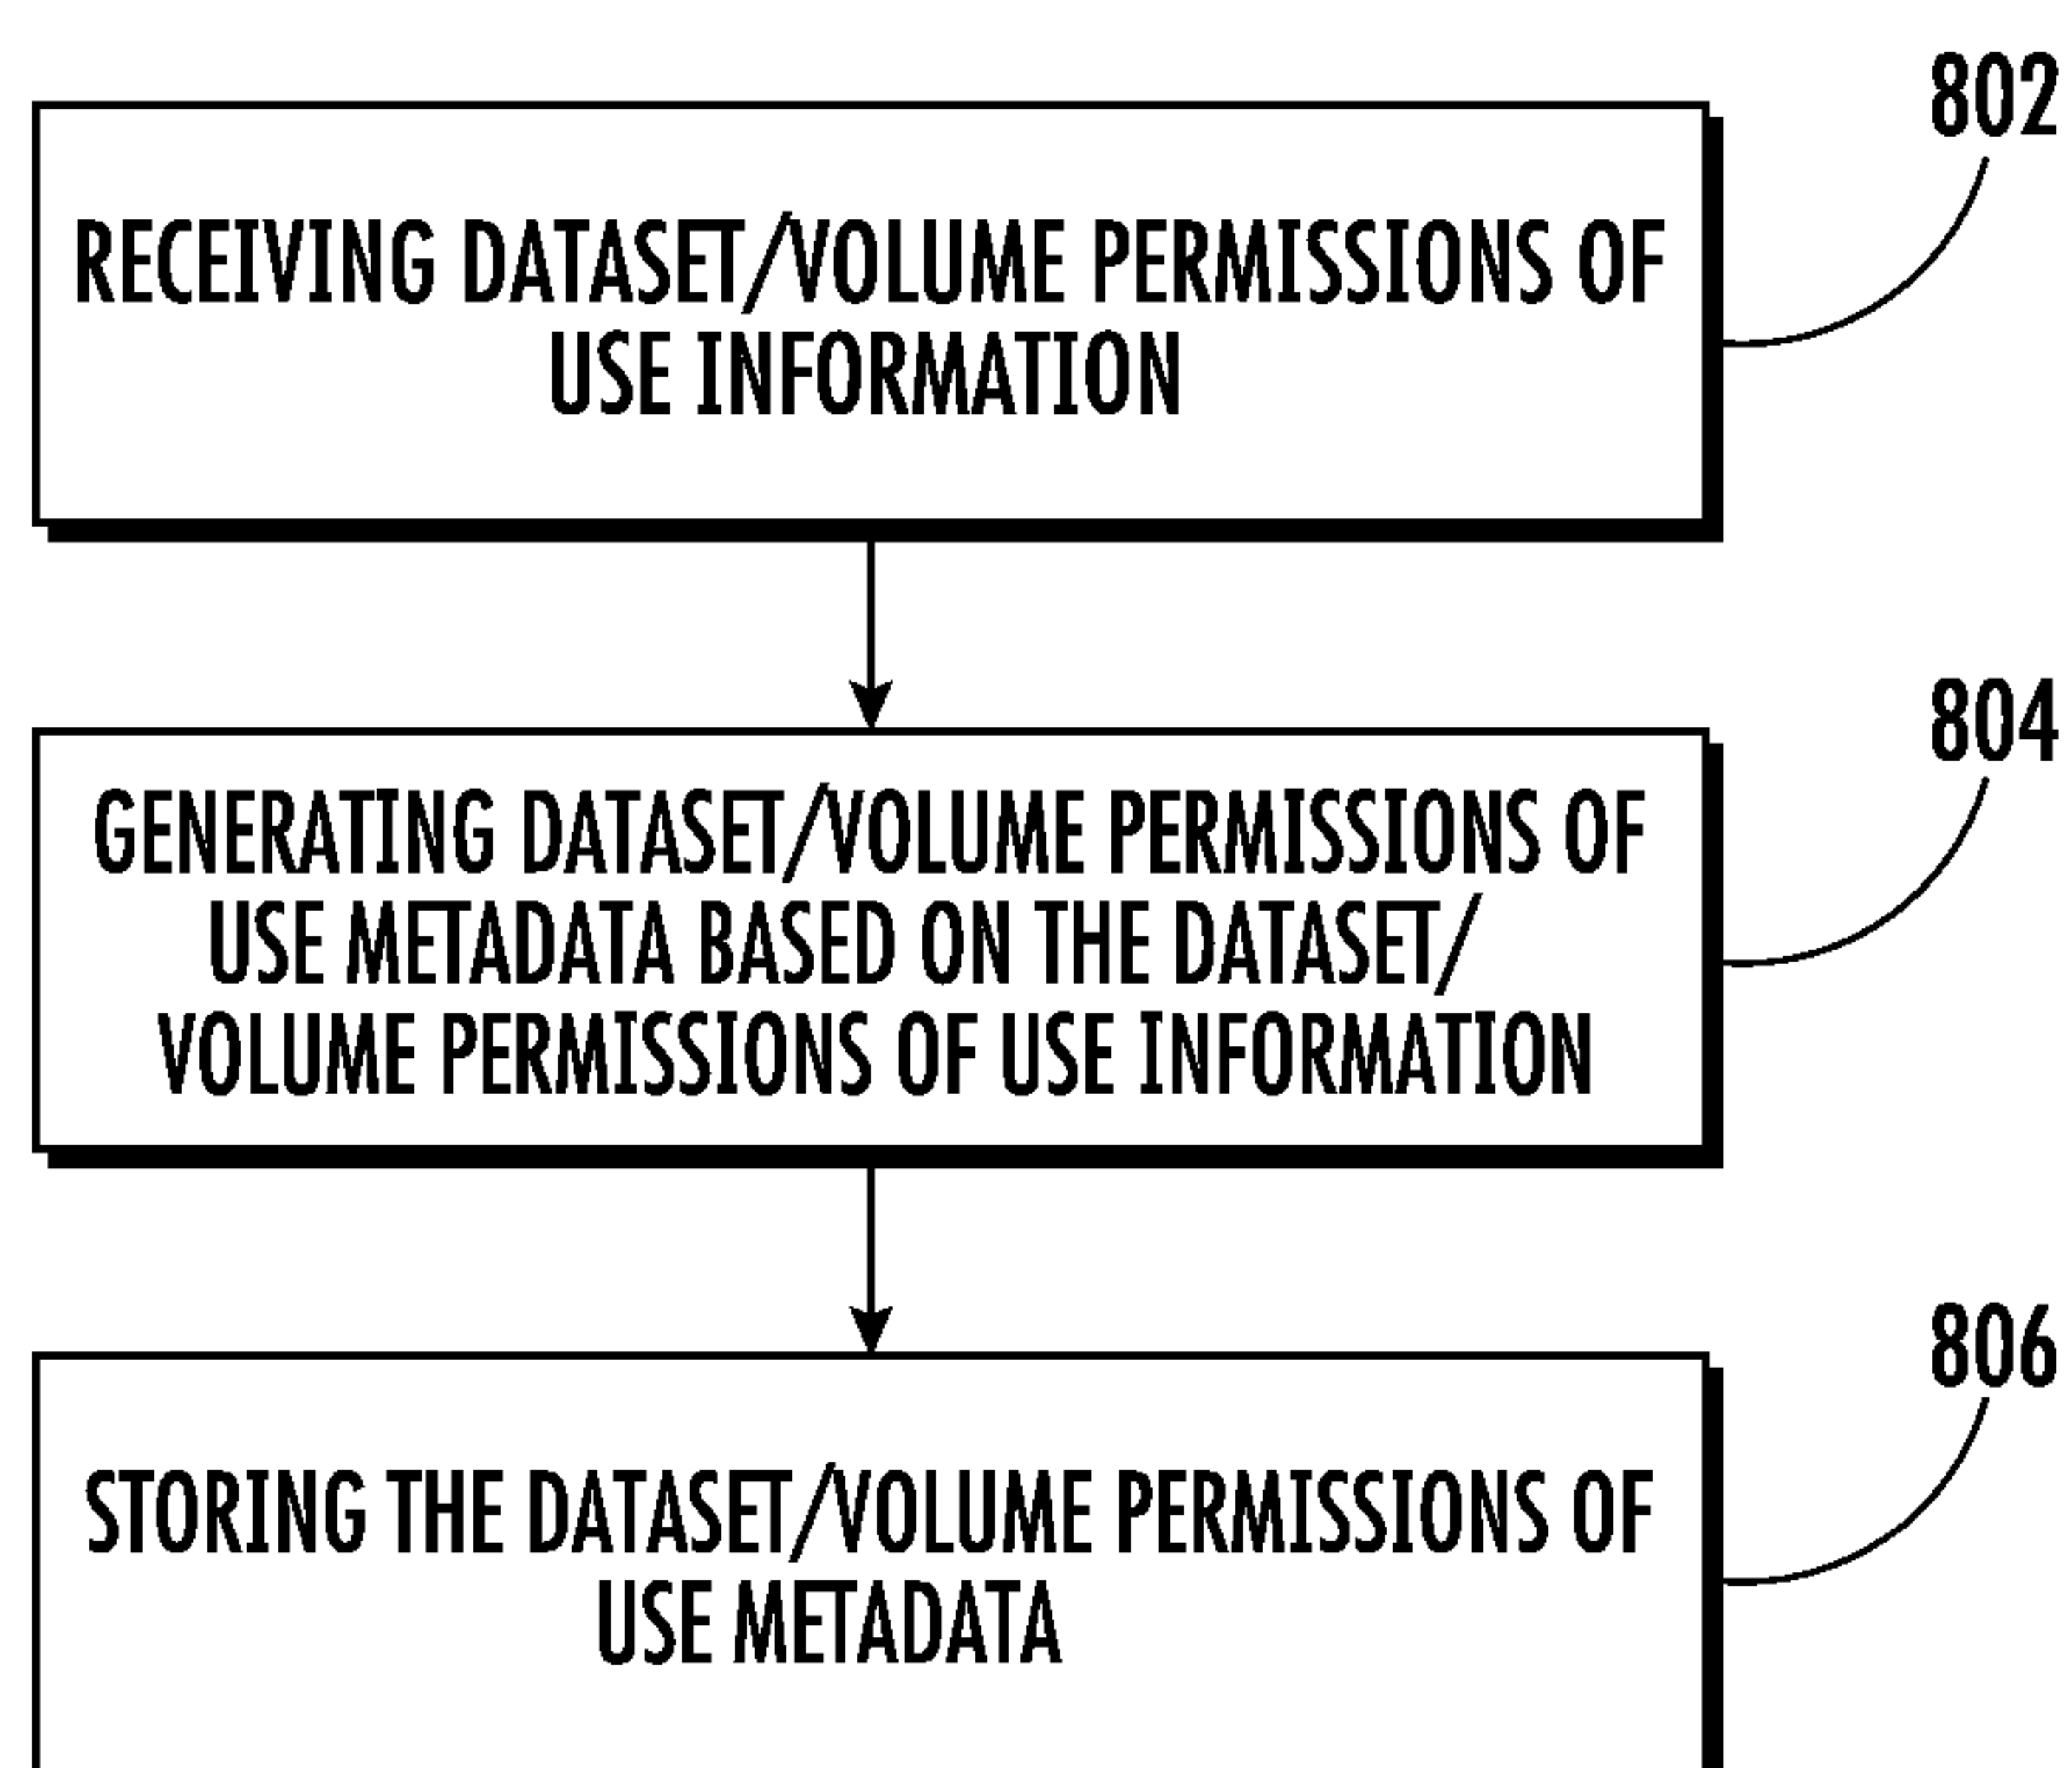 802
RECEIVING DATASET/VOLUME PERMISSIONS OF
USE INFORMATION
804
GENERATING DATASET/VOLUME PERMISSIONS OF
USE METADATA BASED ON THE DATASET/
VOLUME PERMISSIONS OF USE INFORMATION
806
STORING THE DATASET/VOLUME PERMISSIONS OF
USE METADATA